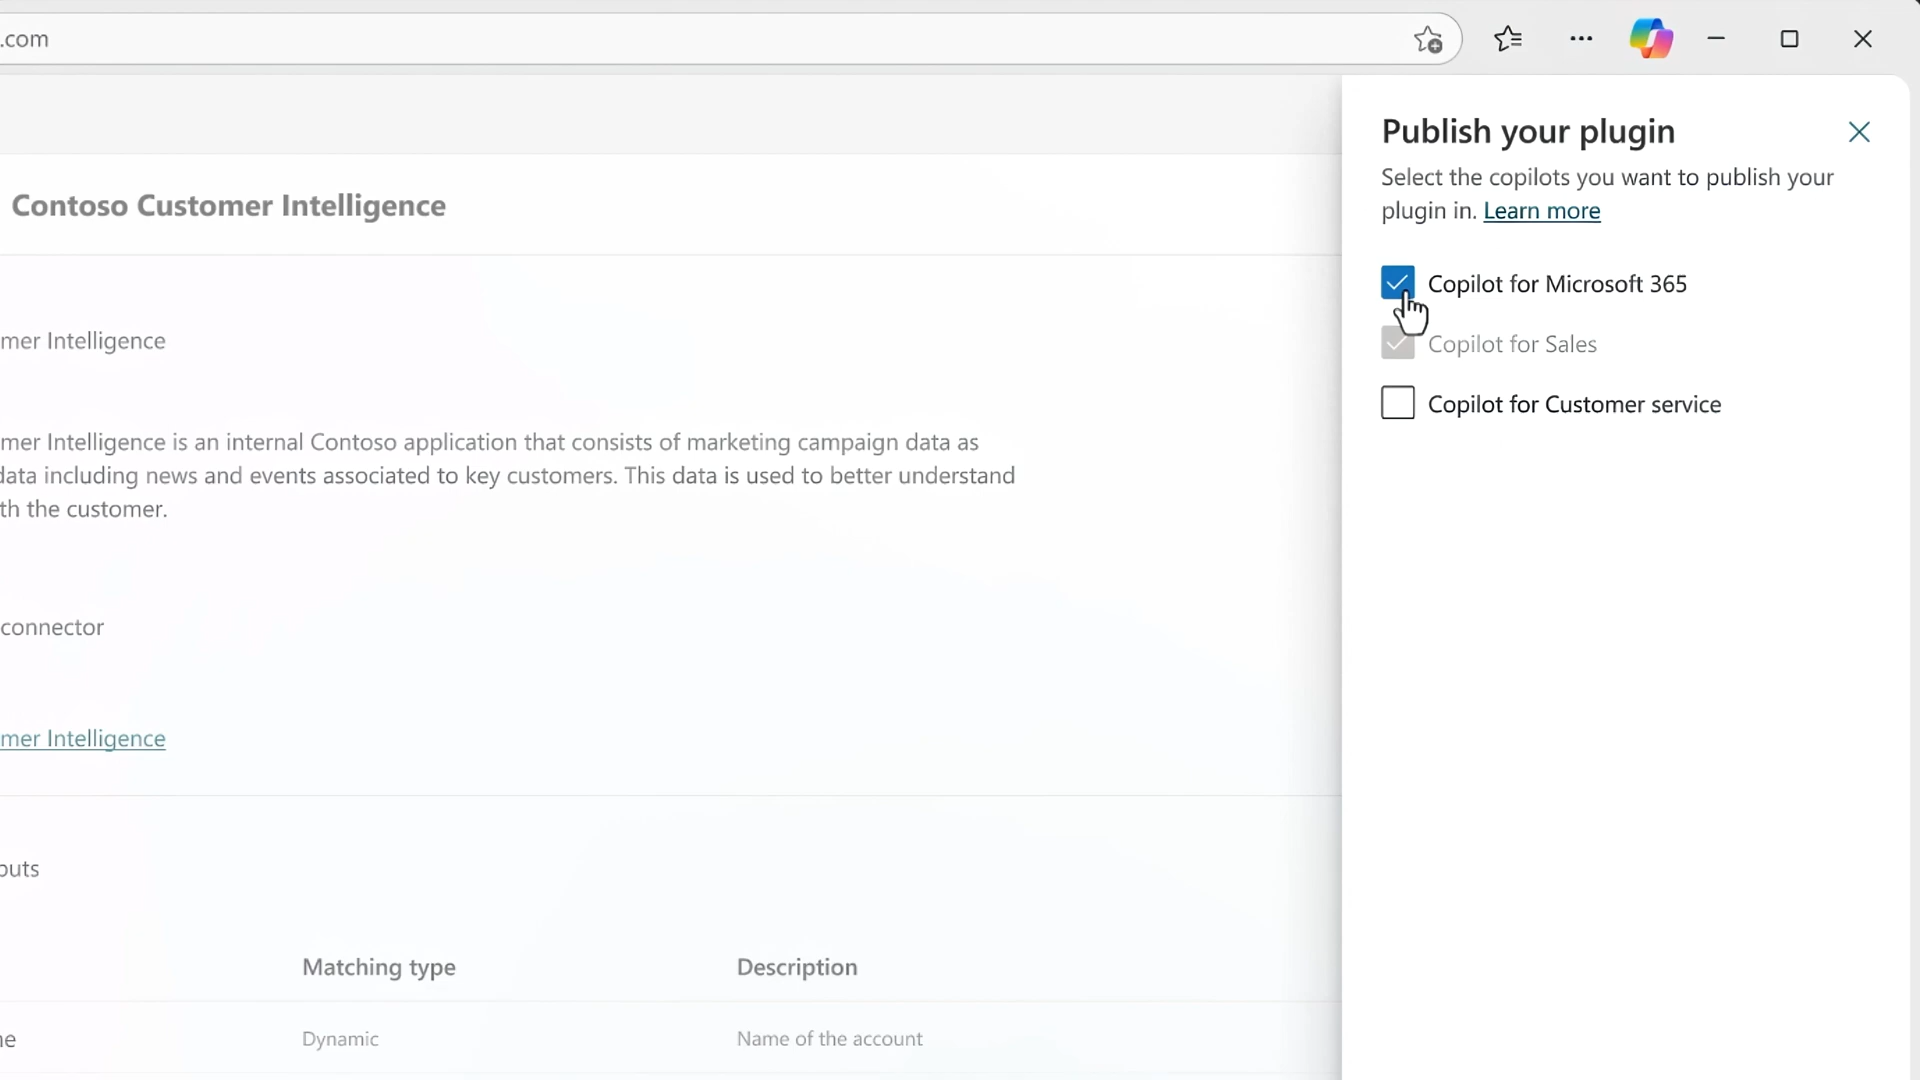 .com
Contoso Customer Intelligence
mer Intelligence
mer Intelligence is an internal Contoso application that consists of marketing campaign data as
data including news and events associated to key customers. This data is used to better understand
th the customer.
connector
mer Intelligence
puts
Matching type
Description
ne
Dynamic
Name of the account
Publish your plugin
Select the copilots you want to publish your
plugin in. Learn more
Copilot for Microsoft 365
Copilot for Sales
Copilot for Customer service